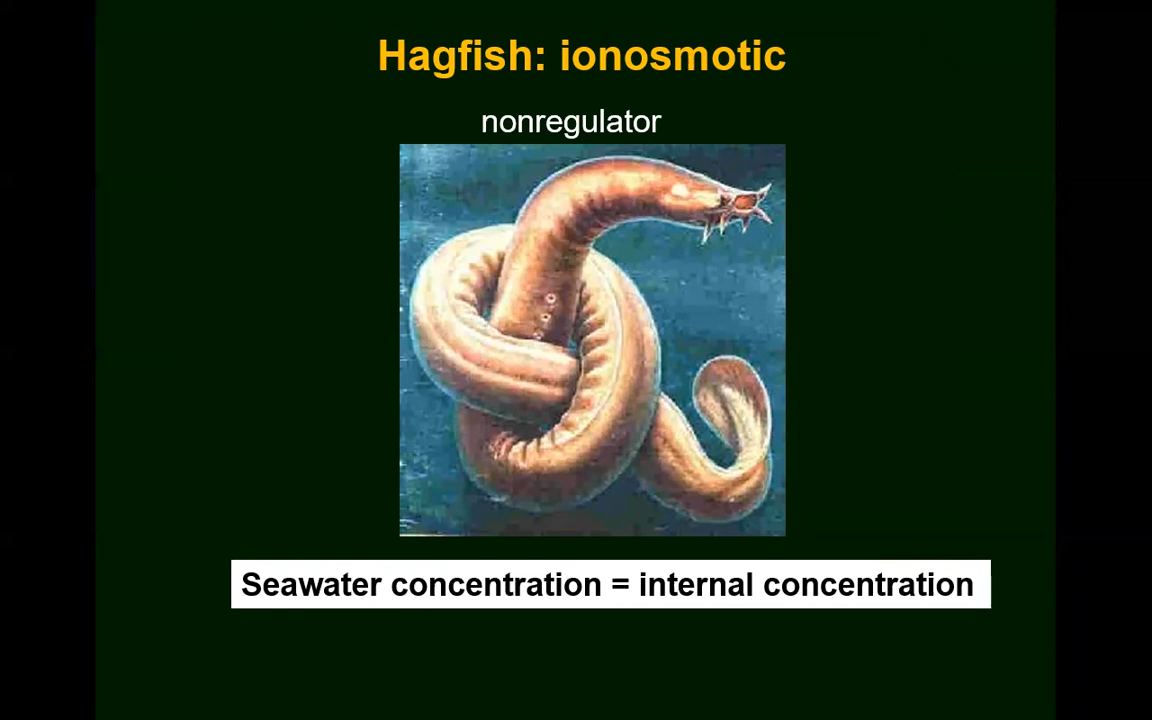 Hagfish: ionosmotic
nonregulator
Seawater concentration = internal concentration